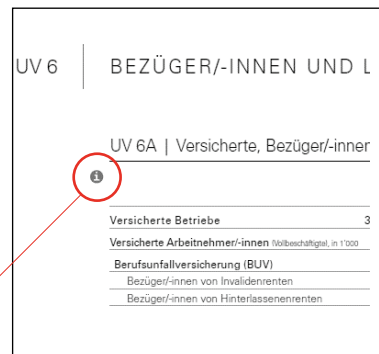 UV 6 BEZÜGER/-INNEN UND L
UV 6A | Versicherte, Bezüger/-innen
i
Versicherte Betriebe 3
Versicherte Arbeitnehmer/-innen (Vollbeschäftigte), in 1'000
Berufsunfallversicherung (BUV)
Bezüger/-innen von Invalidenrenten
Bezüger/-innen von Hinterlassenenrenten